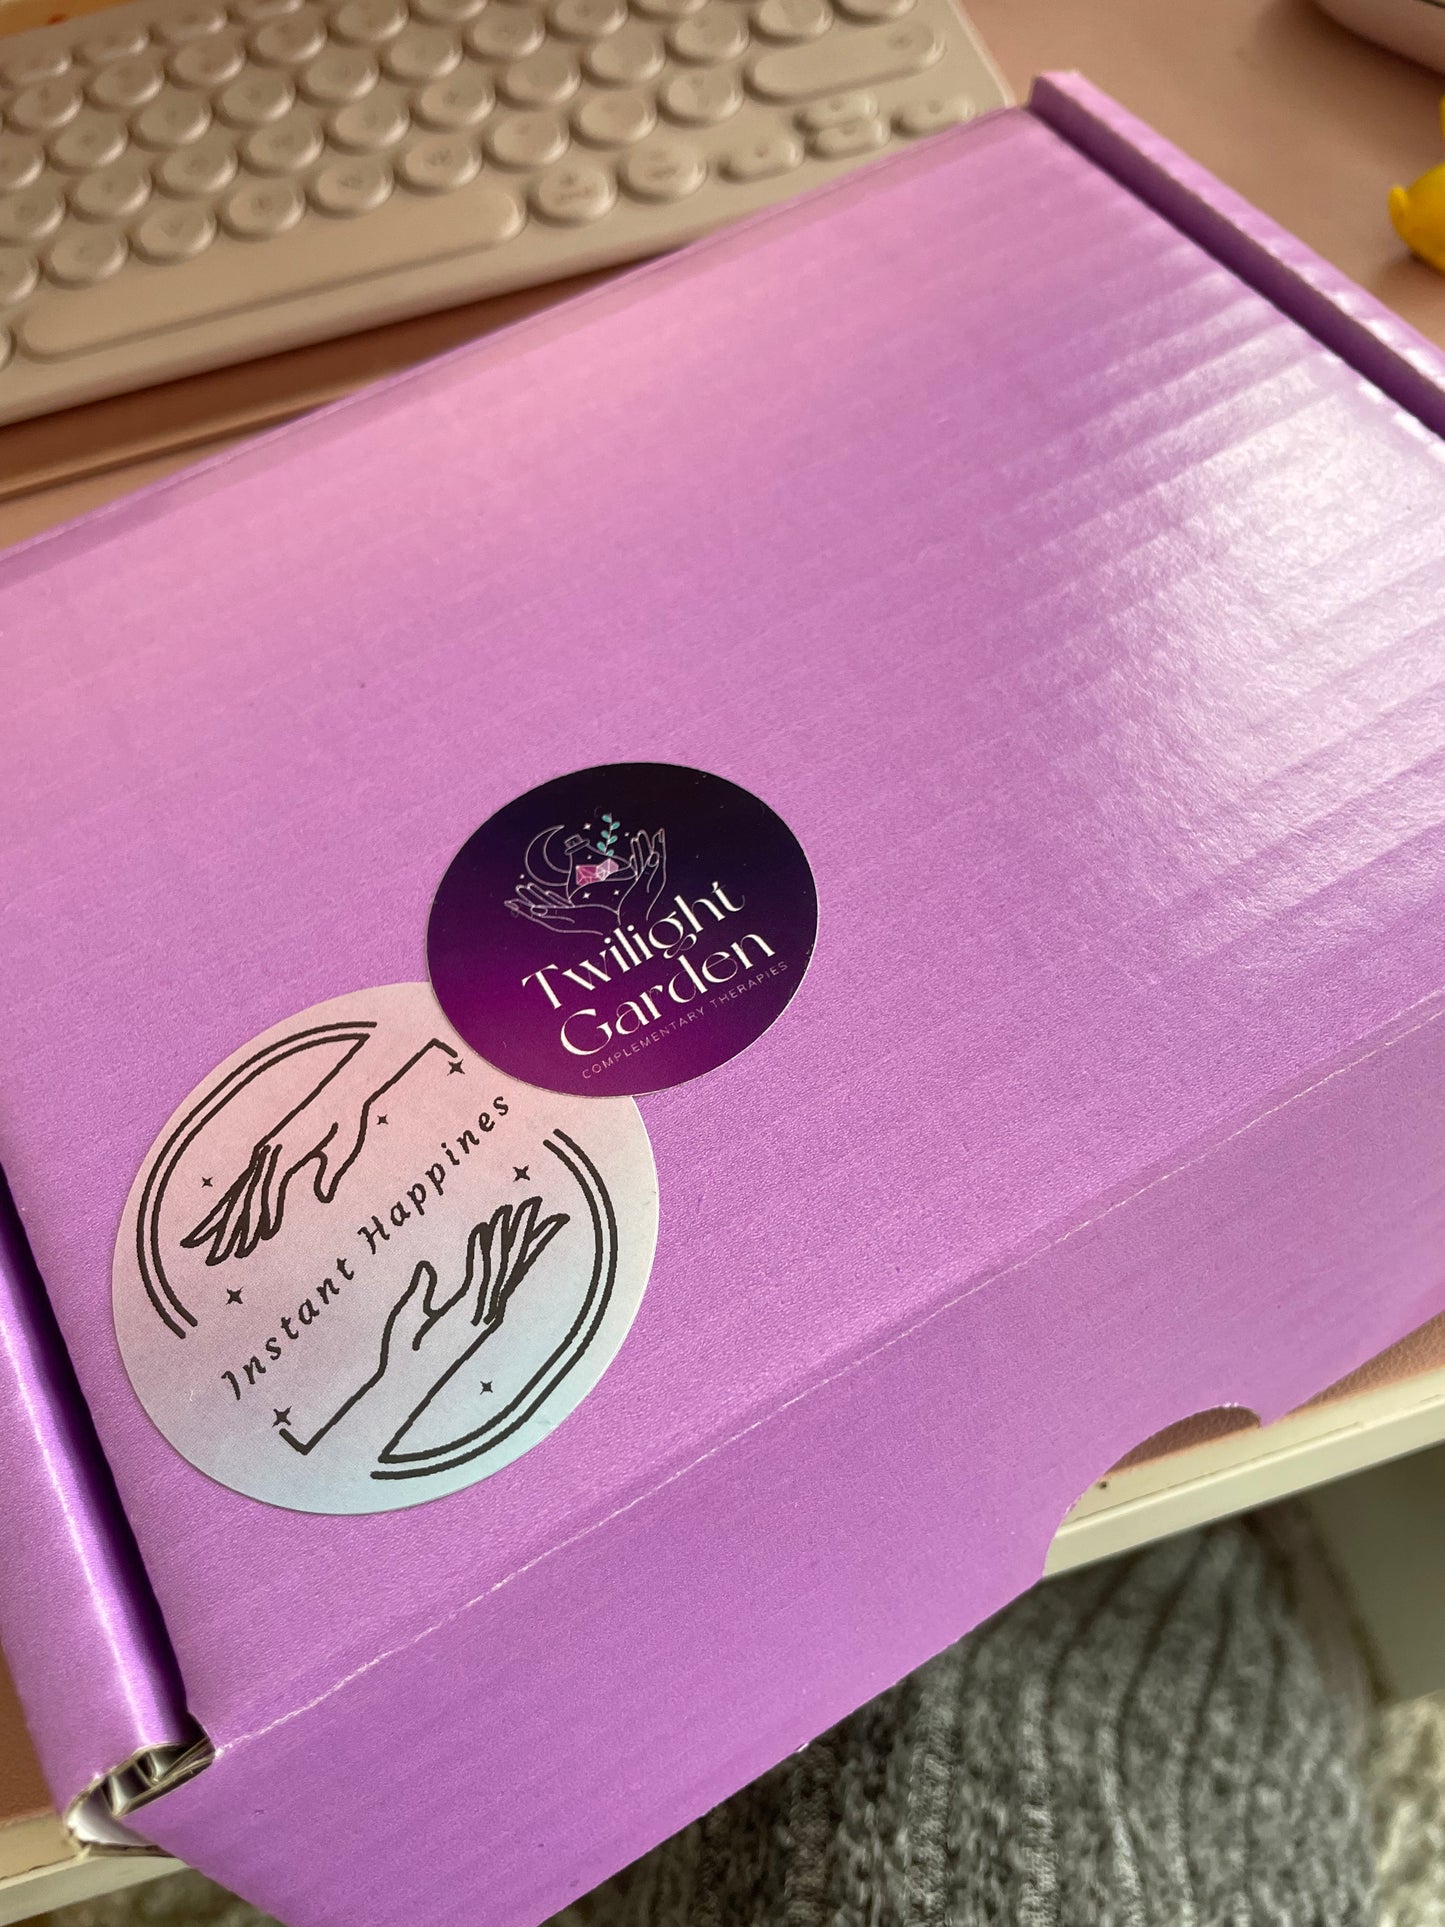 Twilight
Garden
COMPLEMENTARY THERAPIES
Instant Happines